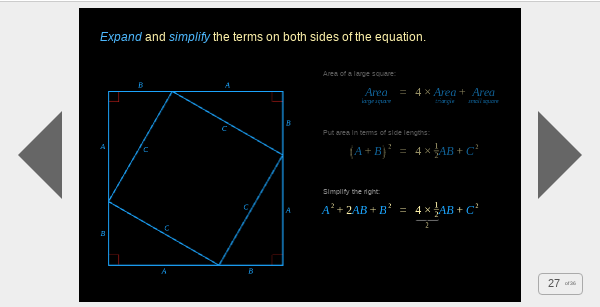 Expand and simplify the terms on both sides of the equation.
Area of a large square:
Area large square = 4 × Area triangle + Area small square
Put area in terms of side lengths:
(A + B)² = 4 × ½AB + C²
Simplify the right:
A² + 2AB + B² = 4 × ½AB + C²
2
B A
B
A C C
C A
B C
A B
27 of 36